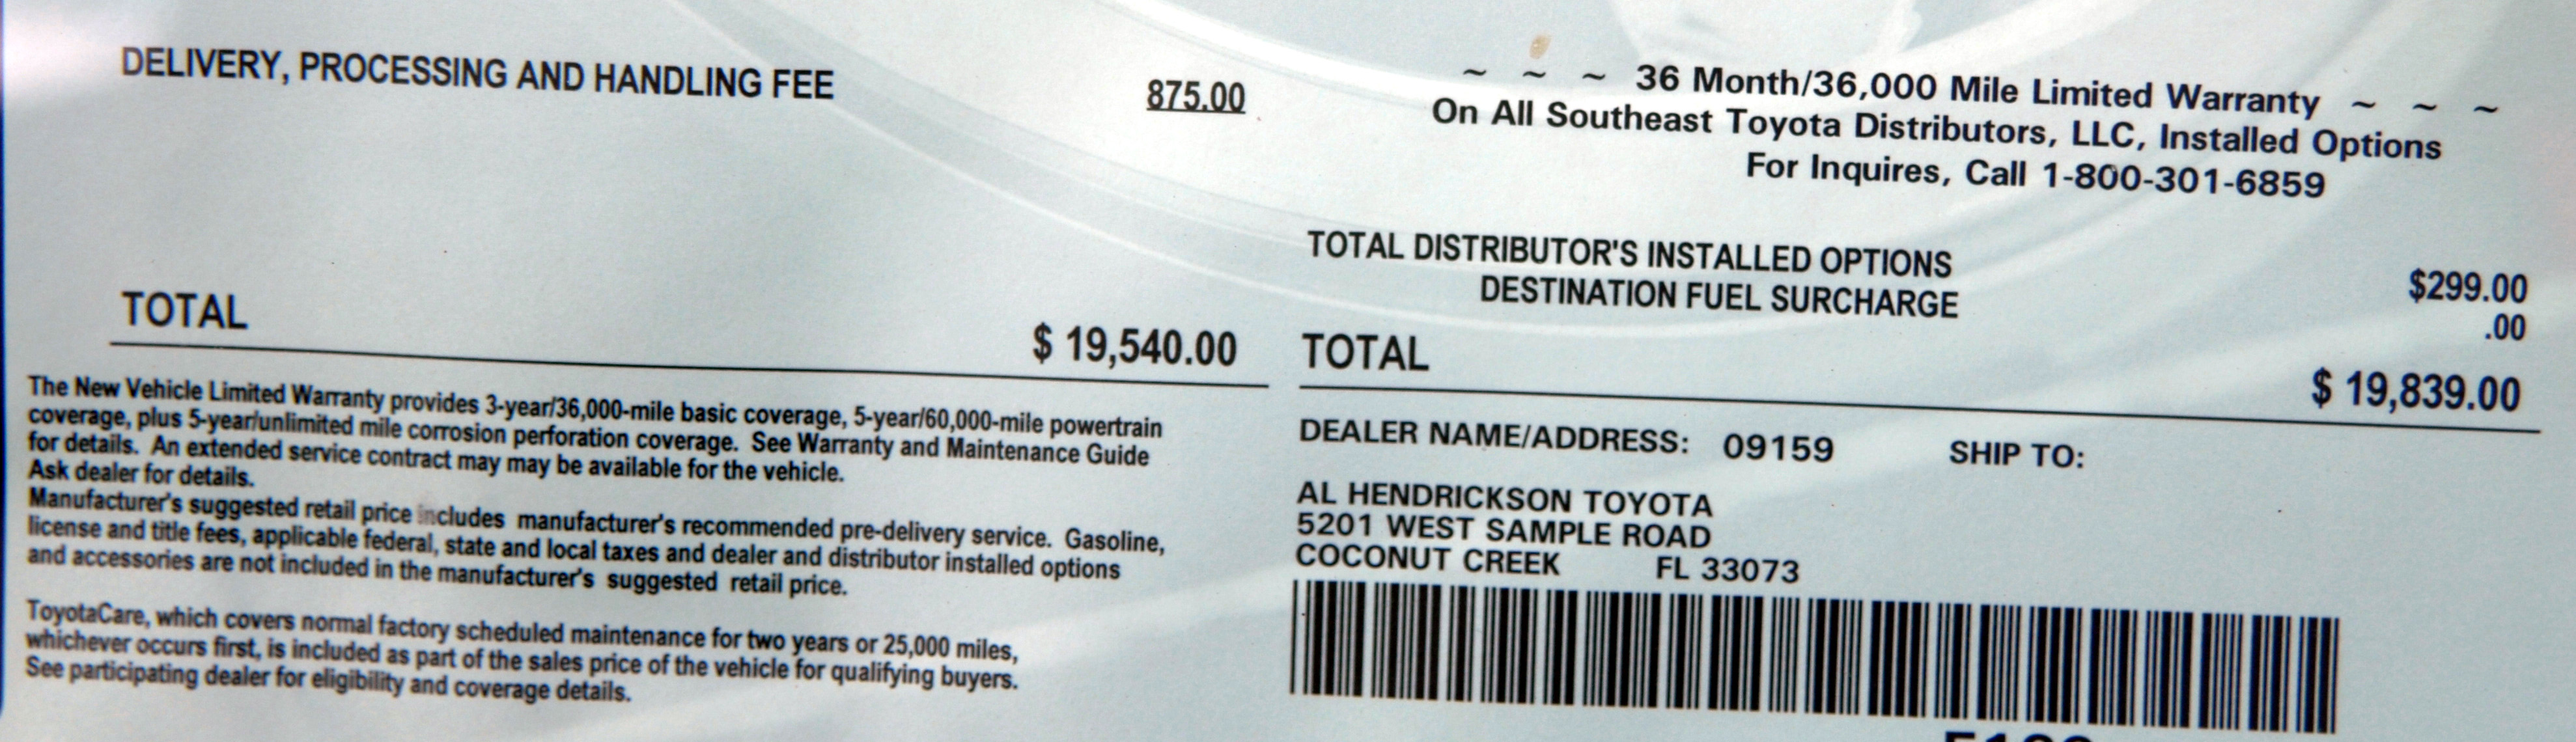 DELIVERY, PROCESSING AND HANDLING FEE 875.00
TOTAL $ 19,540.00
The New Vehicle Limited Warranty provides 3-year/36,000-mile basic coverage, 5-year/60,000-mile powertrain
coverage, plus 5-year/unlimited mile corrosion perforation coverage. See Warranty and Maintenance Guide
for details. An extended service contract may may be available for the vehicle.
Ask dealer for details.
Manufacturer's suggested retail price includes manufacturer's recommended pre-delivery service. Gasoline,
license and title fees, applicable federal, state and local taxes and dealer and distributor installed options
and accessories are not included in the manufacturer's suggested retail price.
ToyotaCare, which covers normal factory scheduled maintenance for two years or 25,000 miles,
whichever occurs first, is included as part of the sales price of the vehicle for qualifying buyers.
See participating dealer for eligibility and coverage details.
~ ~ ~ 36 Month/36,000 Mile Limited Warranty ~ ~ ~
On All Southeast Toyota Distributors, LLC, Installed Options
For Inquires, Call 1-800-301-6859
TOTAL DISTRIBUTOR'S INSTALLED OPTIONS $299.00
DESTINATION FUEL SURCHARGE .00
TOTAL $ 19,839.00
DEALER NAME/ADDRESS: 09159 SHIP TO:
AL HENDRICKSON TOYOTA
5201 WEST SAMPLE ROAD
COCONUT CREEK FL 33073